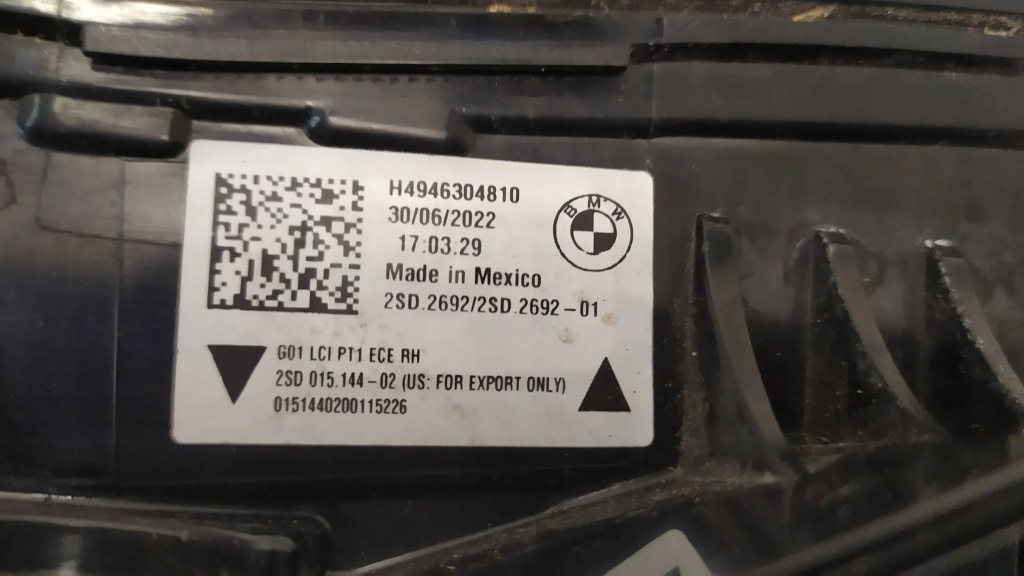 H4946304810
30/06/2022
17:03:29
Made in Mexico
2SD.2692/2SD.2692-01
BMW
G01 LCI PT1 ECE RH
2SD 015.144-02 (US: FOR EXPORT ONLY)
0151440200115226